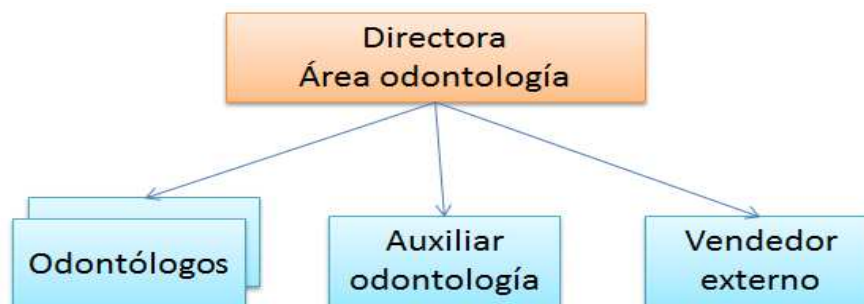 Directora
Área odontología
Odontólogos
Auxiliar
odontología
Vendedor
externo